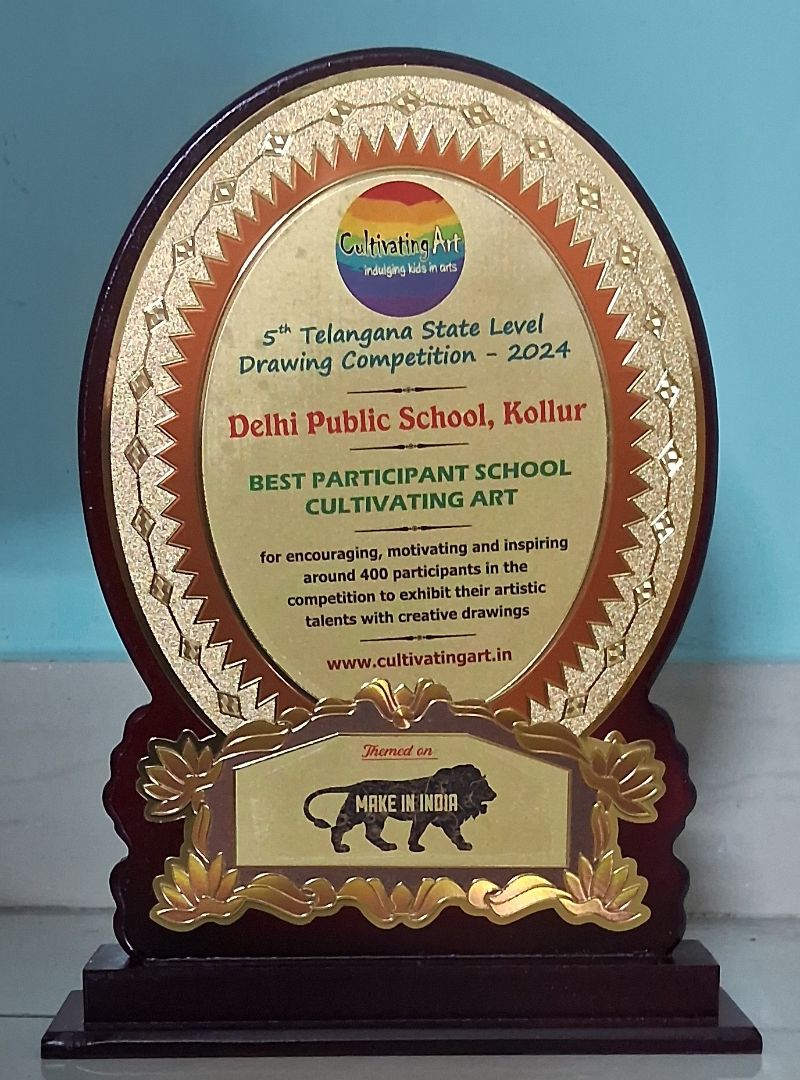 Cultivating Art
indulging kids in arts
5th Telangana State Level
Drawing Competition - 2024
Delhi Public School, Kollur
BEST PARTICIPANT SCHOOL
CULTIVATING ART
for encouraging, motivating and inspiring
around 400 participants in the
competition to exhibit their artistic
talents with creative drawings
www.cultivatingart.in
Themed on
MAKE IN INDIA